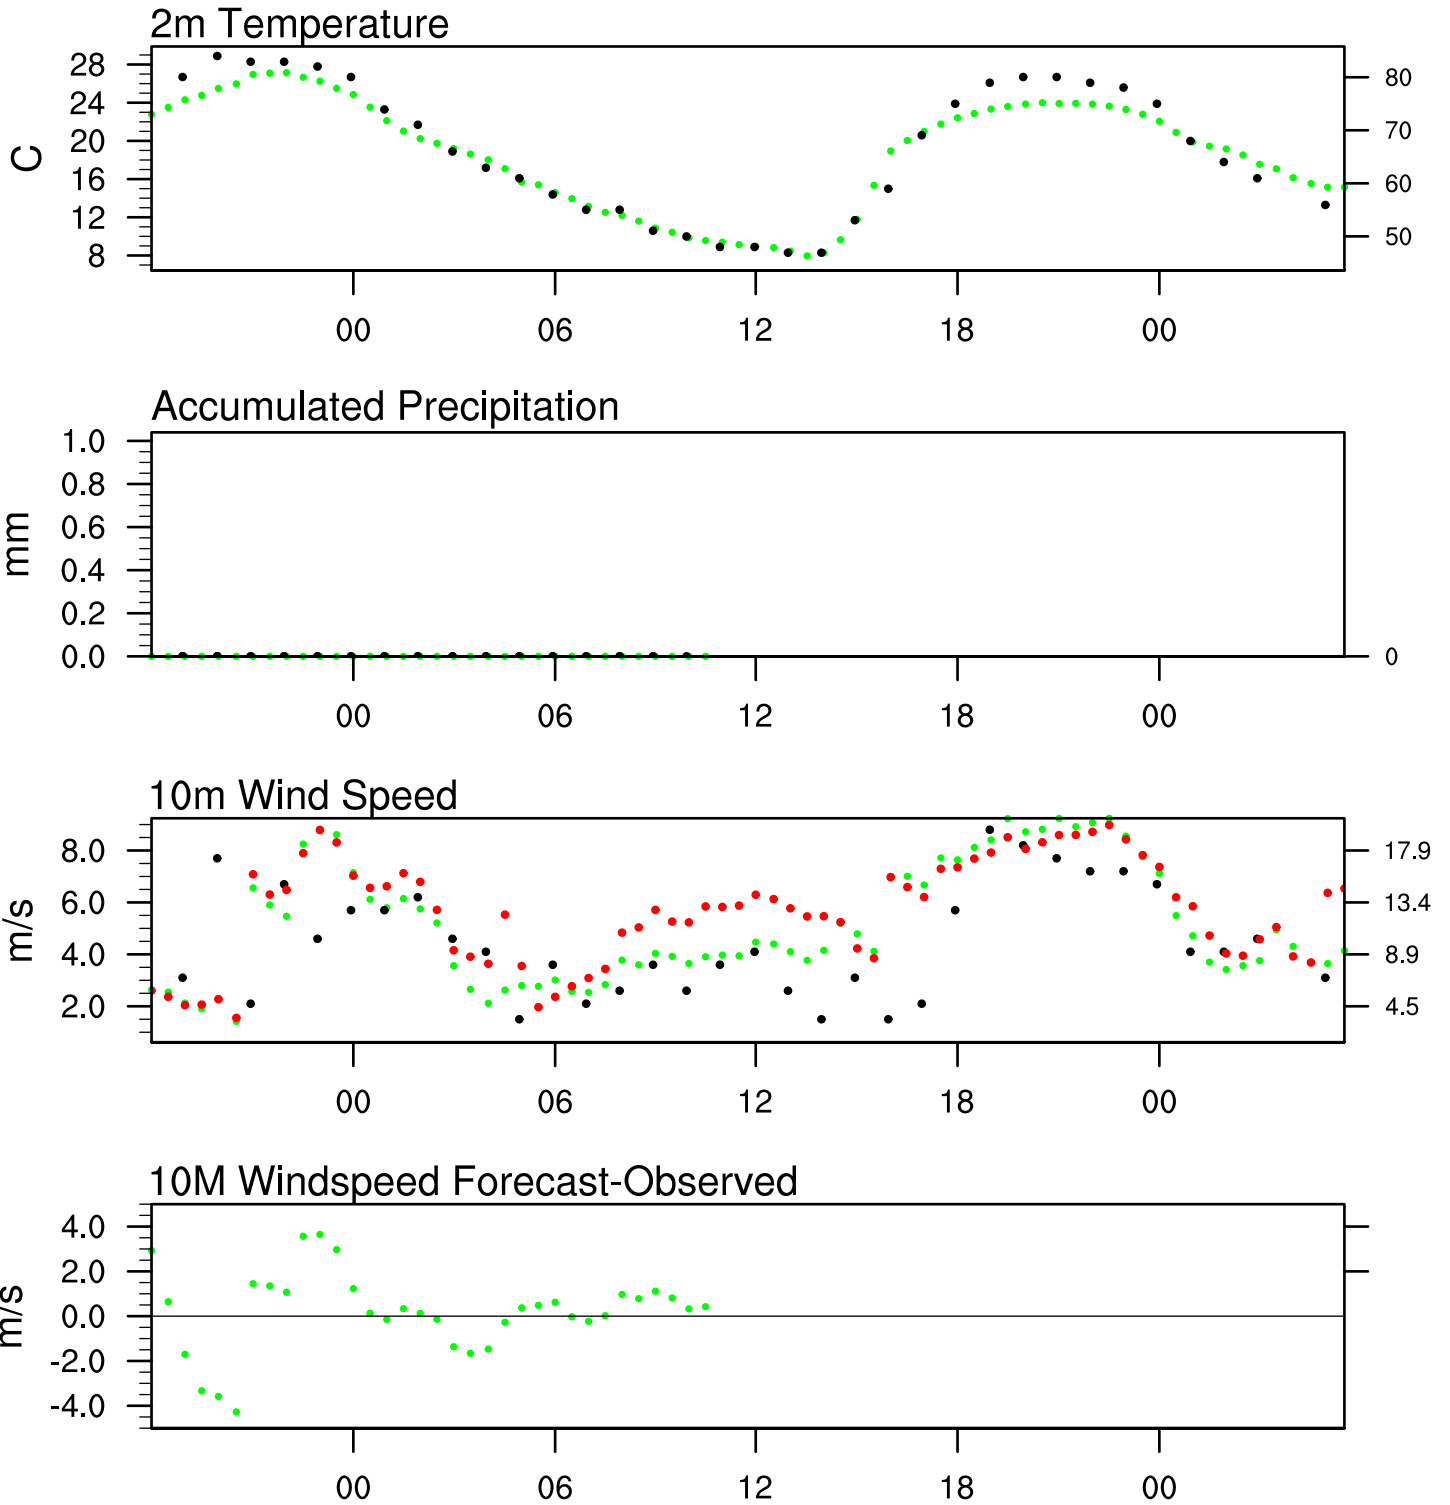 2m Temperature
28
24
20
16
12
8
C
80
70
60
50
00 06 12 18 00
Accumulated Precipitation
1.0
0.8
0.6
0.4
0.2
0.0
mm
0
00 06 12 18 00
10m Wind Speed
8.0
6.0
4.0
2.0
m/s
17.9
13.4
8.9
4.5
00 06 12 18 00
10M Windspeed Forecast-Observed
4.0
2.0
0.0
-2.0
-4.0
m/s
00 06 12 18 00